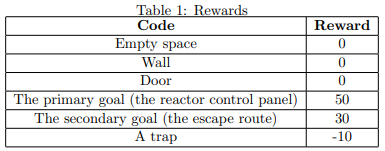 Table 1: Rewards
Code Reward
Empty space 0
Wall 0
Door 0
The primary goal (the reactor control panel) 50
The secondary goal (the escape route) 30
A trap -10